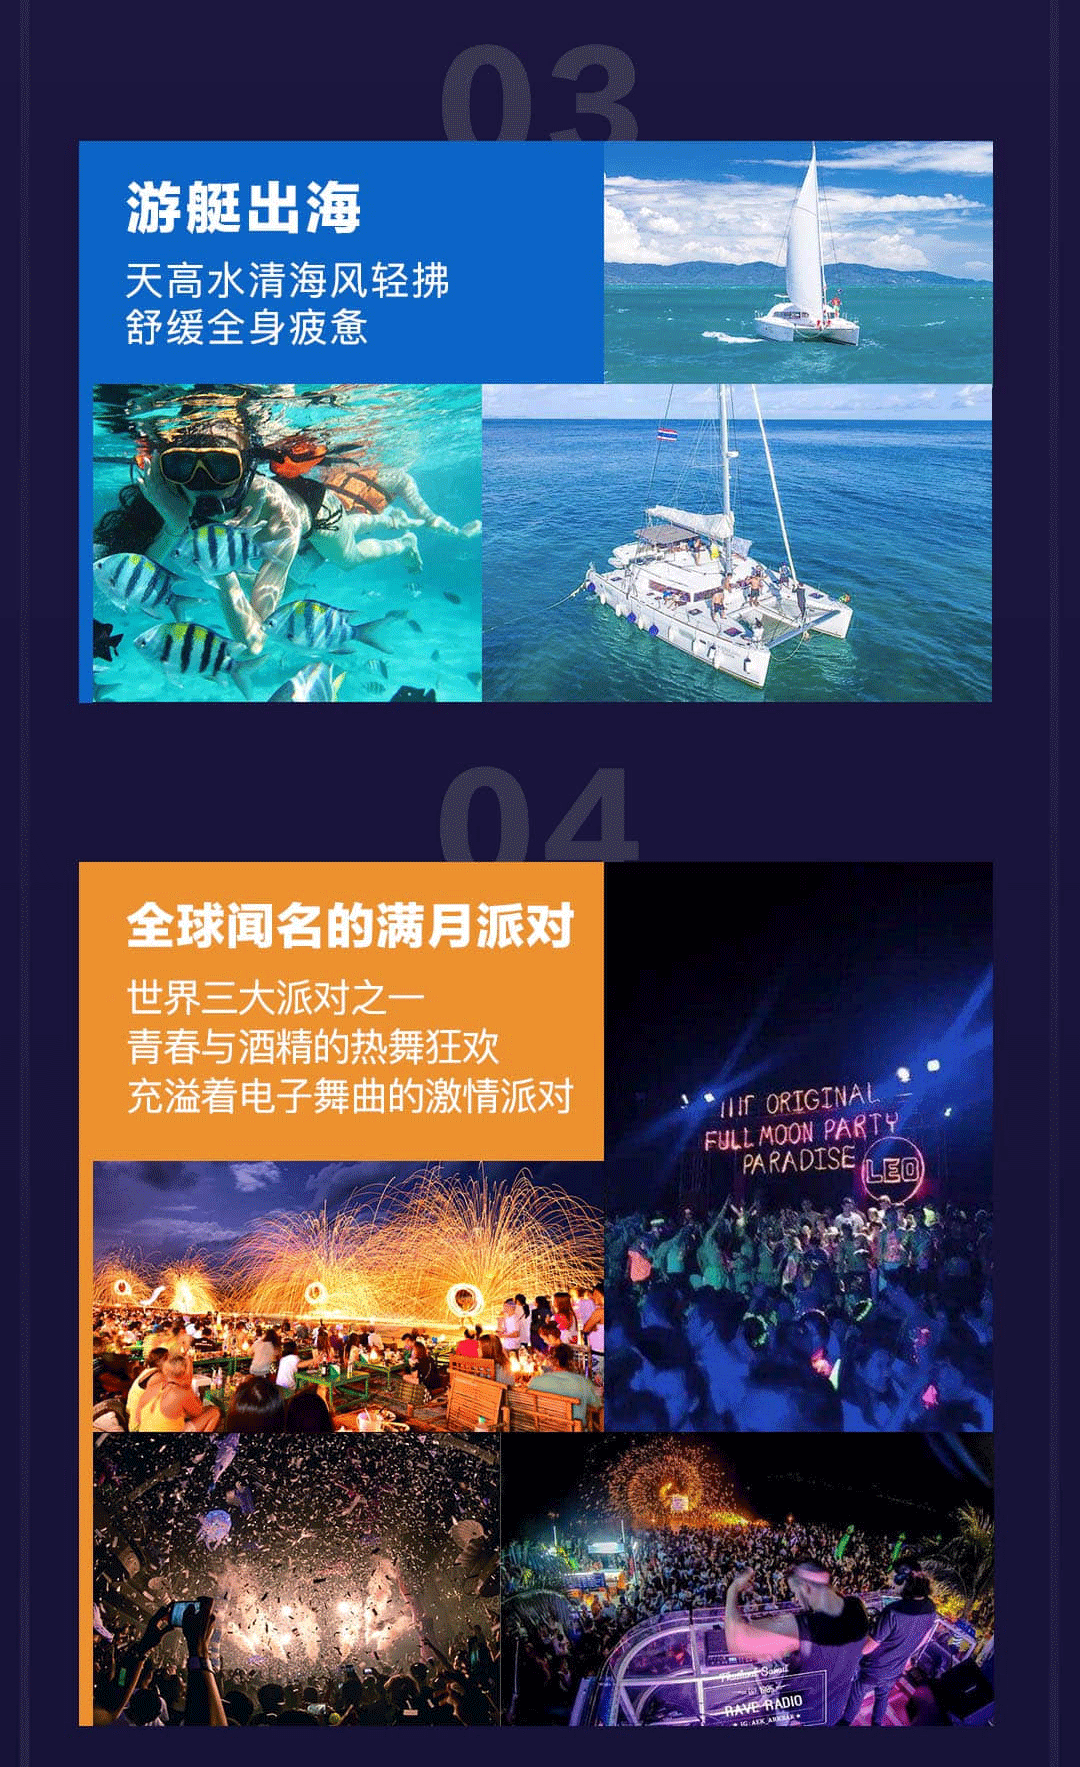 03
游艇出海
天高水清海风轻拂
舒缓全身疲惫
04
全球闻名的满月派对
世界三大派对之一
青春与酒精的热舞狂欢
充溢着电子舞曲的激情派对
ORIGINAL
FULL MOON PARTY
PARADISE
LEO
RAVE RADIO